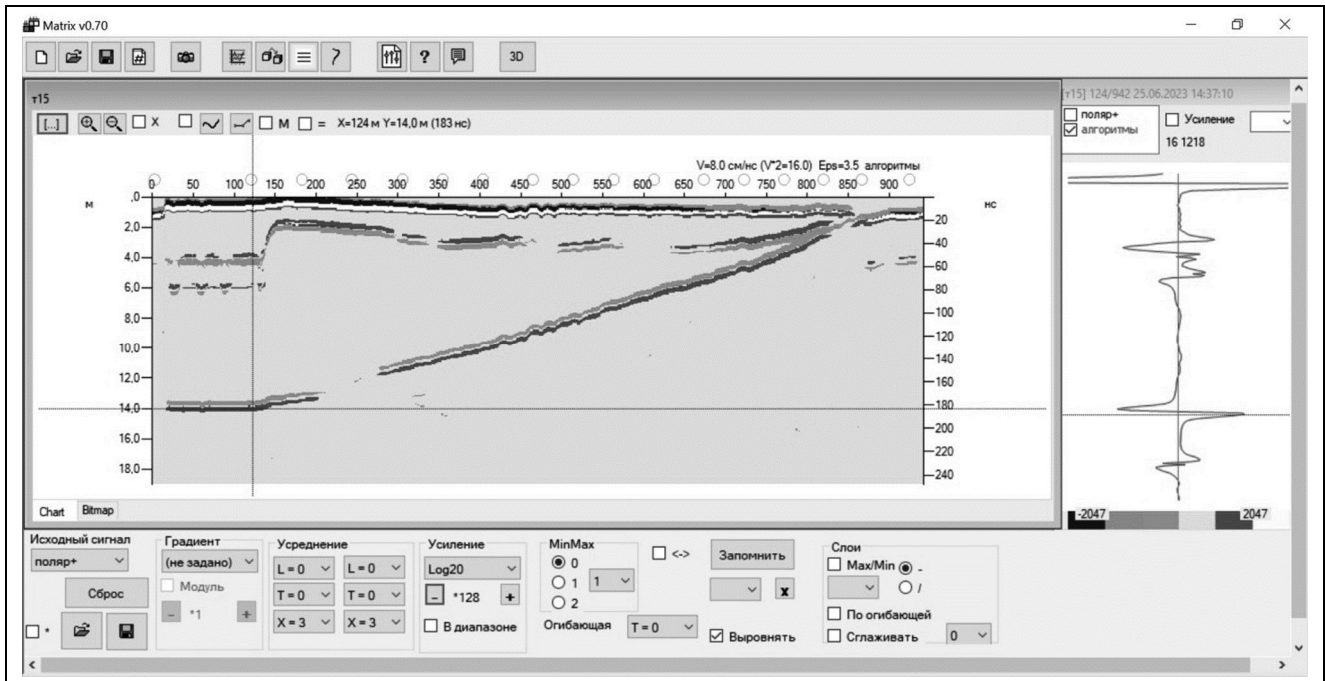 Matrix v0.70
# ? 3D
т15
[...] X M = X=124 м Y=14,0 м (183 нс)
V=8.0 см/нс (V*2=16.0) Eps=3.5 алгоритмы
0 50 100 150 200 250 300 350 400 450 500 550 600 650 700 750 800 850 900
м нс
,0
2,0
4,0
6,0
8,0
10,0
12,0
14,0
16,0
18,0
20
40
60
80
100
120
140
160
180
200
220
240
Chart Bitmap
[т15] 124/942 25.06.2023 14:37:10
поляр+
алгоритмы
Усиление
16 1218
-2047 2047
Исходный сигнал
поляр+
Сброс
*
Градиент
(не задано)
Модуль
- *1 +
Усреднение
L = 0 L = 0
T = 0 T = 0
X = 3 X = 3
Усиление
Log20
- *128 +
В диапазоне
MinMax
0
1 1
2
Огибающая T = 0
<-> Запомнить
x
Выровнять
Слои
Max/Min -
/
По огибающей
Сглаживать 0